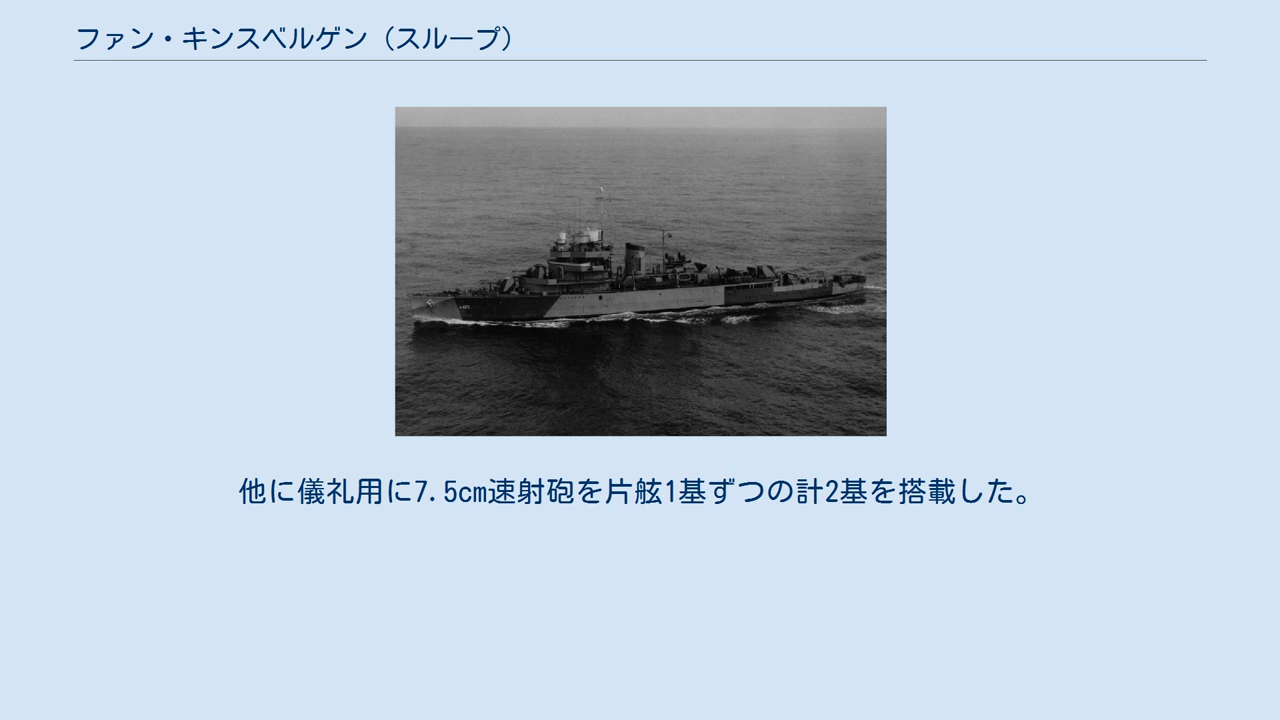 ファン・キンスベルゲン（スループ）
他に儀礼用に7.5cm速射砲を片舷1基ずつの計2基を搭載した。